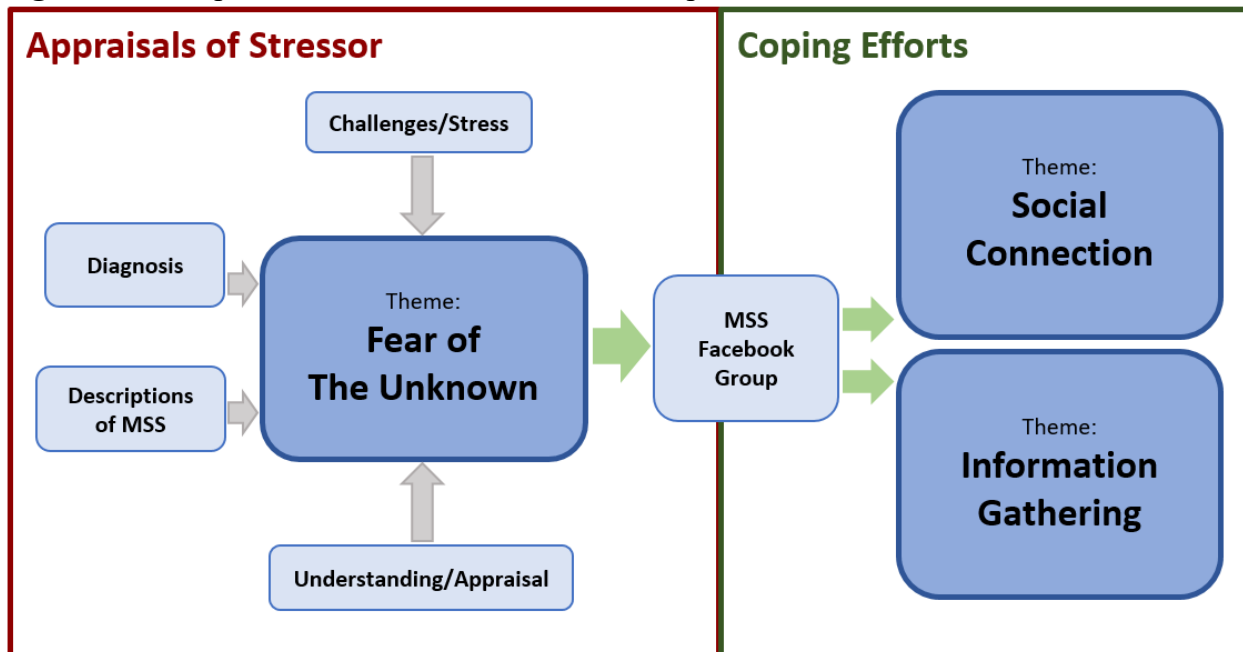 Appraisals of Stressor
Coping Efforts
Challenges/Stress
Diagnosis
Descriptions
of MSS
Theme:
Fear of
The Unknown
Understanding/Appraisal
MSS
Facebook
Group
Theme:
Social
Connection
Theme:
Information
Gathering